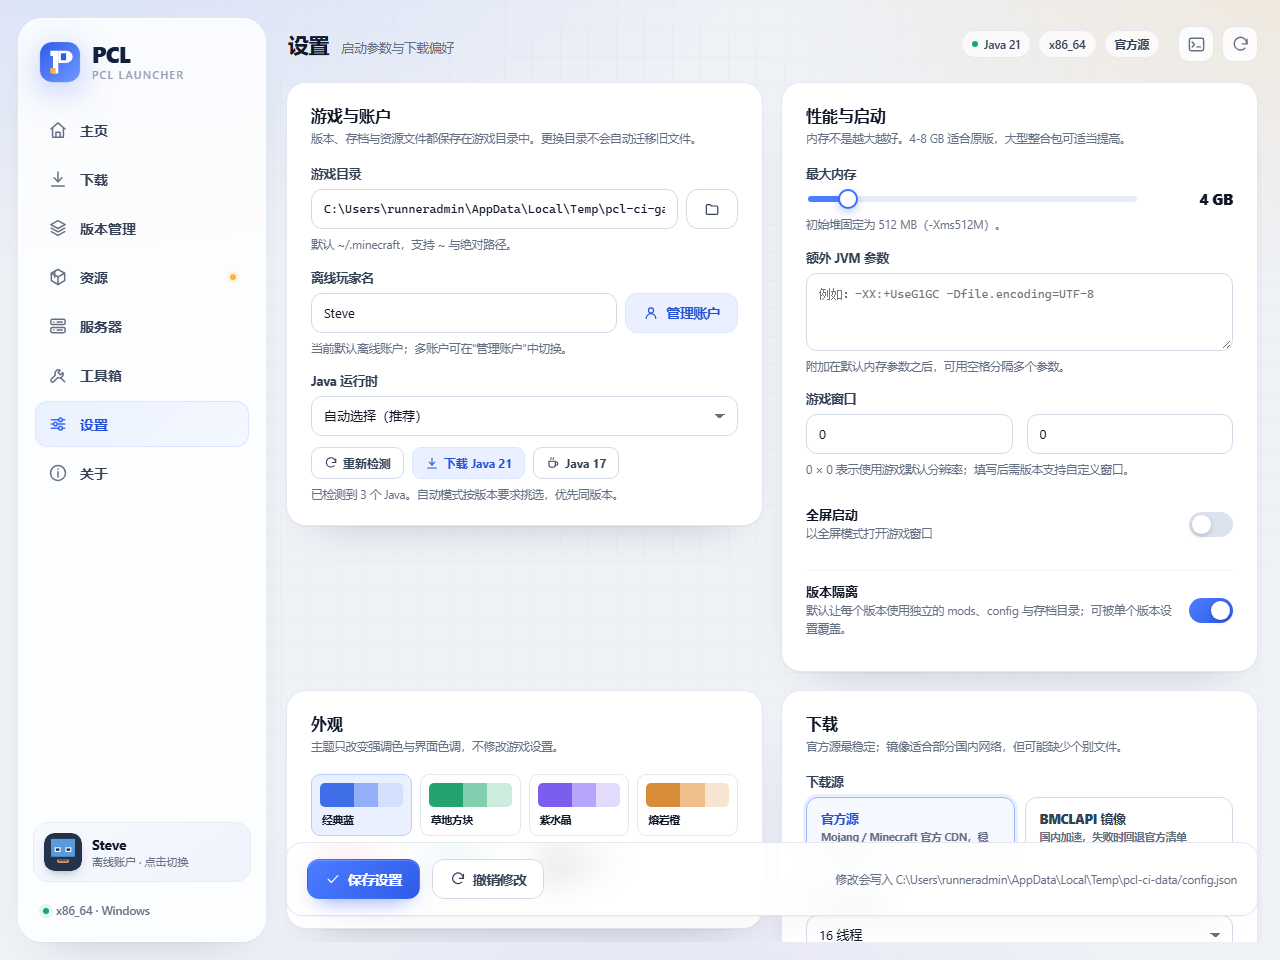 PCL
PCL LAUNCHER
主页
下载
版本管理
资源
服务器
工具箱
设置
关于
Steve
离线账户 · 点击切换
x86_64 · Windows
设置
启动参数与下载偏好
Java 21
x86_64
官方源
游戏与账户
版本、存档与资源文件都保存在游戏目录中。更换目录不会自动迁移旧文件。
游戏目录
C:\Users\runneradmin\AppData\Local\Temp\pcl-ci-ga
默认 ~/.minecraft，支持 ~ 与绝对路径。
离线玩家名
Steve
管理账户
当前默认离线账户；多账户可在“管理账户”中切换。
Java 运行时
自动选择（推荐）
重新检测
下载 Java 21
Java 17
已检测到 3 个 Java。自动模式按版本要求挑选，优先同版本。
性能与启动
内存不是越大越好。4-8 GB 适合原版，大型整合包可适当提高。
最大内存
4 GB
初始堆固定为 512 MB（-Xms512M）。
额外 JVM 参数
例如：-XX:+UseG1GC -Dfile.encoding=UTF-8
附加在默认内存参数之后，可用空格分隔多个参数。
游戏窗口
0
0
0 × 0 表示使用游戏默认分辨率；填写后需版本支持自定义窗口。
全屏启动
以全屏模式打开游戏窗口
版本隔离
默认让每个版本使用独立的 mods、config 与存档目录；可被单个版本设
置覆盖。
外观
主题只改变强调色与界面色调，不修改游戏设置。
经典蓝
草地方块
紫水晶
熔岩橙
下载
官方源最稳定；镜像适合部分国内网络，但可能缺少个别文件。
下载源
官方源
Mojang / Minecraft 官方 CDN，稳
BMCLAPI 镜像
国内加速，失败时回退官方清单
保存设置
撤销修改
修改会写入 C:\Users\runneradmin\AppData\Local\Temp\pcl-ci-data/config.json
16 线程